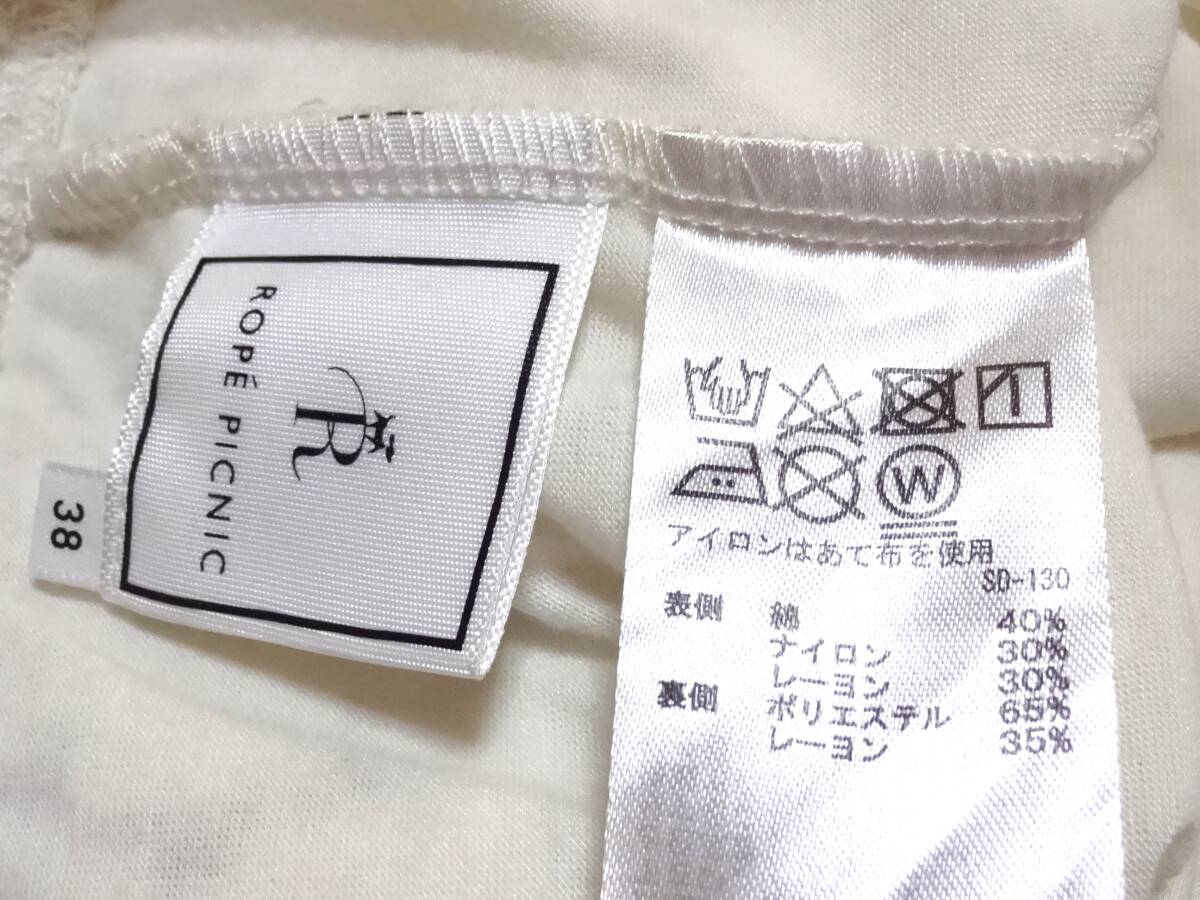 R
ROPÉ PICNIC
38
W
アイロンはあて布を使用
SD-130
表側 綿 40%
ナイロン 30%
レーヨン 30%
裏側 ポリエステル 65%
レーヨン 35%